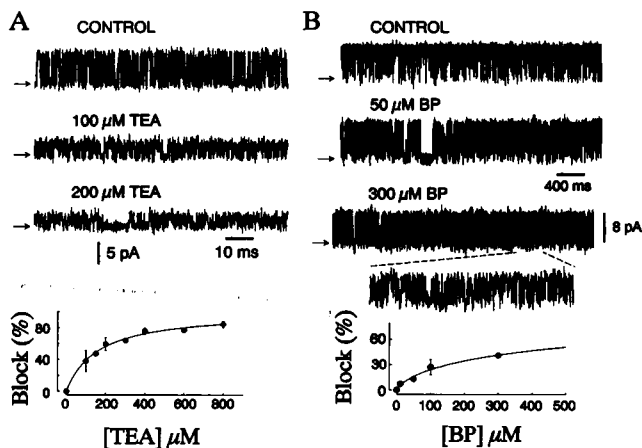 A
CONTROL
100 μM TEA
200 μM TEA
5 pA
10 ms
Block (%)
80
40
0
0 200 400 600 800
[TEA] μM
B
CONTROL
50 μM BP
400 ms
300 μM BP
8 pA
Block (%)
60
30
0
0 100 200 300 400 500
[BP] μM